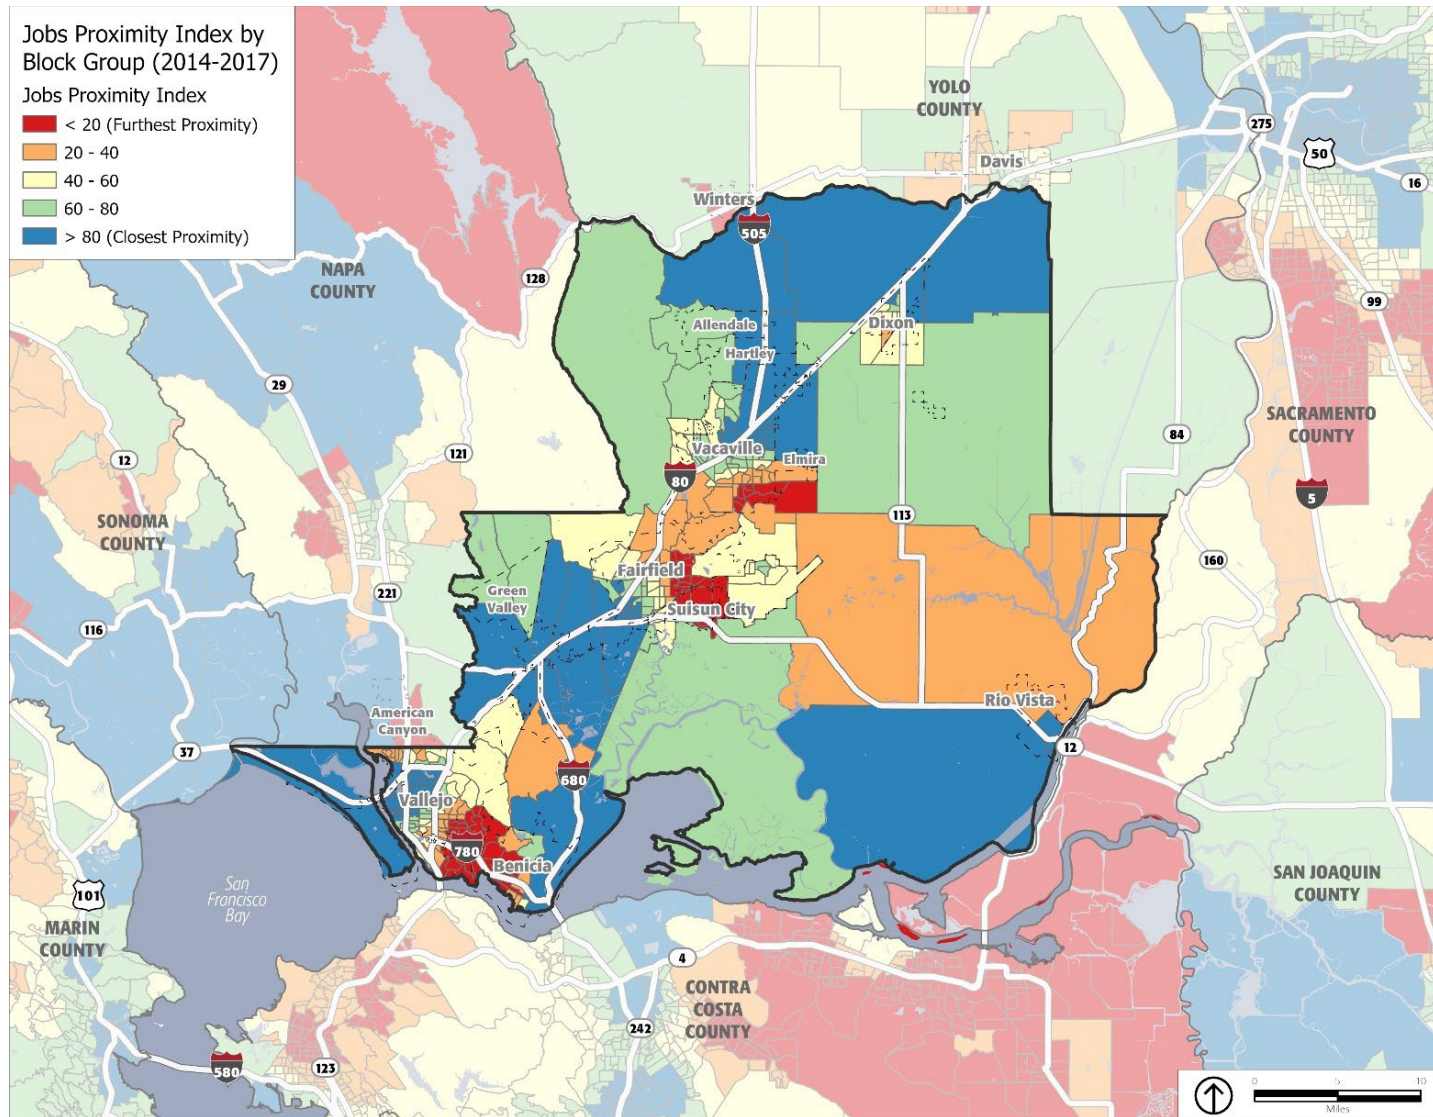 Jobs Proximity Index by
Block Group (2014-2017)
Jobs Proximity Index
< 20 (Furthest Proximity)
20 - 40
40 - 60
60 - 80
> 80 (Closest Proximity)
YOLO
COUNTY
275
50
Davis
16
Winters
505
NAPA
COUNTY
128
99
Allendale
Dixon
Hartley
29
SACRAMENTO
COUNTY
84
12
121
Vacaville
Elmira
80
5
SONOMA
COUNTY
113
160
Fairfield
Green
Valley
221
Suisun City
116
American
Canyon
Rio Vista
37
12
680
Vallejo
780
Benicia
San
Francisco
Bay
101
MARIN
COUNTY
SAN JOAQUIN
COUNTY
4
CONTRA
COSTA
COUNTY
242
580
123
0 5 10
Miles